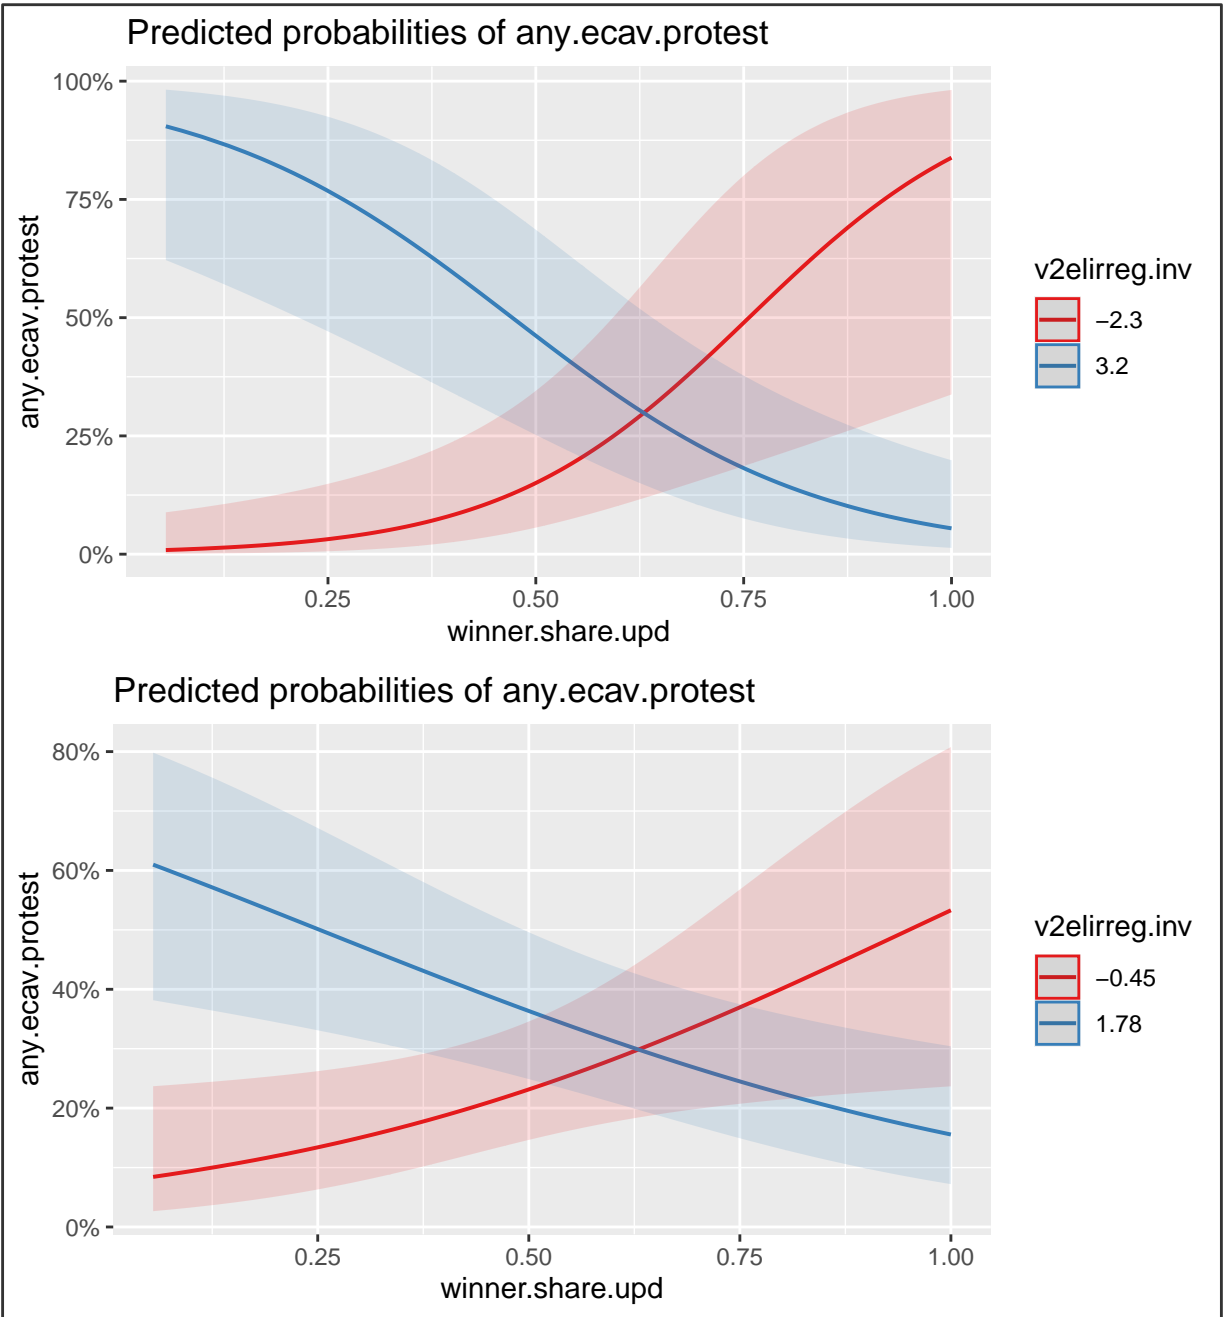 Predicted probabilities of any.ecav.protest
100%
75%
50%
25%
0%
any.ecav.protest
0.25 0.50 0.75 1.00
winner.share.upd
v2elirreg.inv
−2.3
3.2
Predicted probabilities of any.ecav.protest
80%
60%
40%
20%
0%
any.ecav.protest
0.25 0.50 0.75 1.00
winner.share.upd
v2elirreg.inv
−0.45
1.78